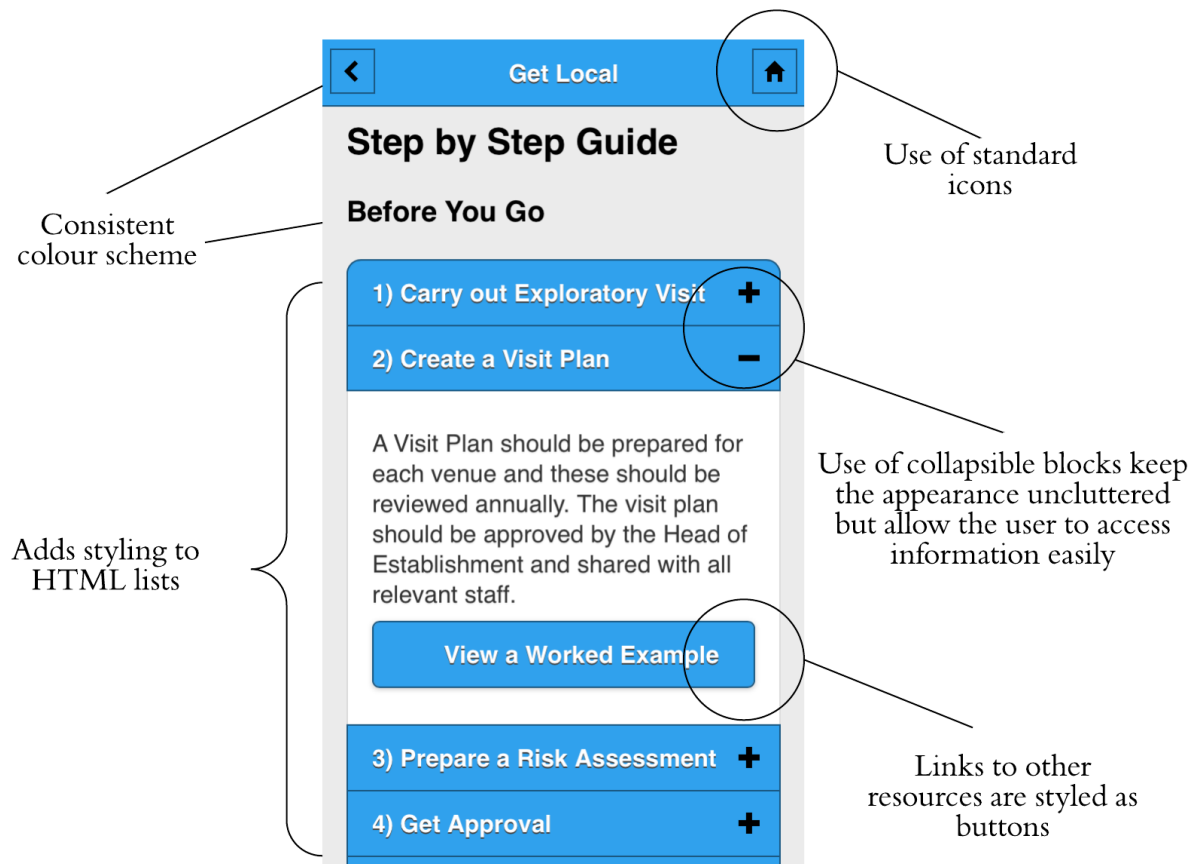 Get Local
Step by Step Guide
Use of standard
icons
Before You Go
Consistent
colour scheme
1) Carry out Exploratory Visit
2) Create a Visit Plan
A Visit Plan should be prepared for
each venue and these should be
reviewed annually. The visit plan
should be approved by the Head of
Establishment and shared with all
relevant staff.
Use of collapsible blocks keep
the appearance uncluttered
but allow the user to access
information easily
Adds styling to
HTML lists
View a Worked Example
3) Prepare a Risk Assessment
4) Get Approval
Links to other
resources are styled as
buttons